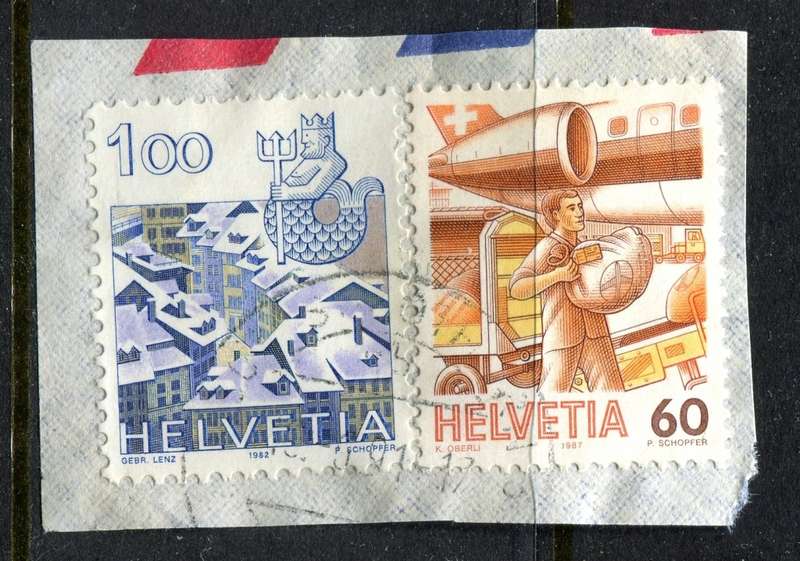 100
HELVETIA
GEBR. LENZ 1982 P. SCHOPFER
HELVETIA 60
K. OBERLI 1987 P. SCHOPFER